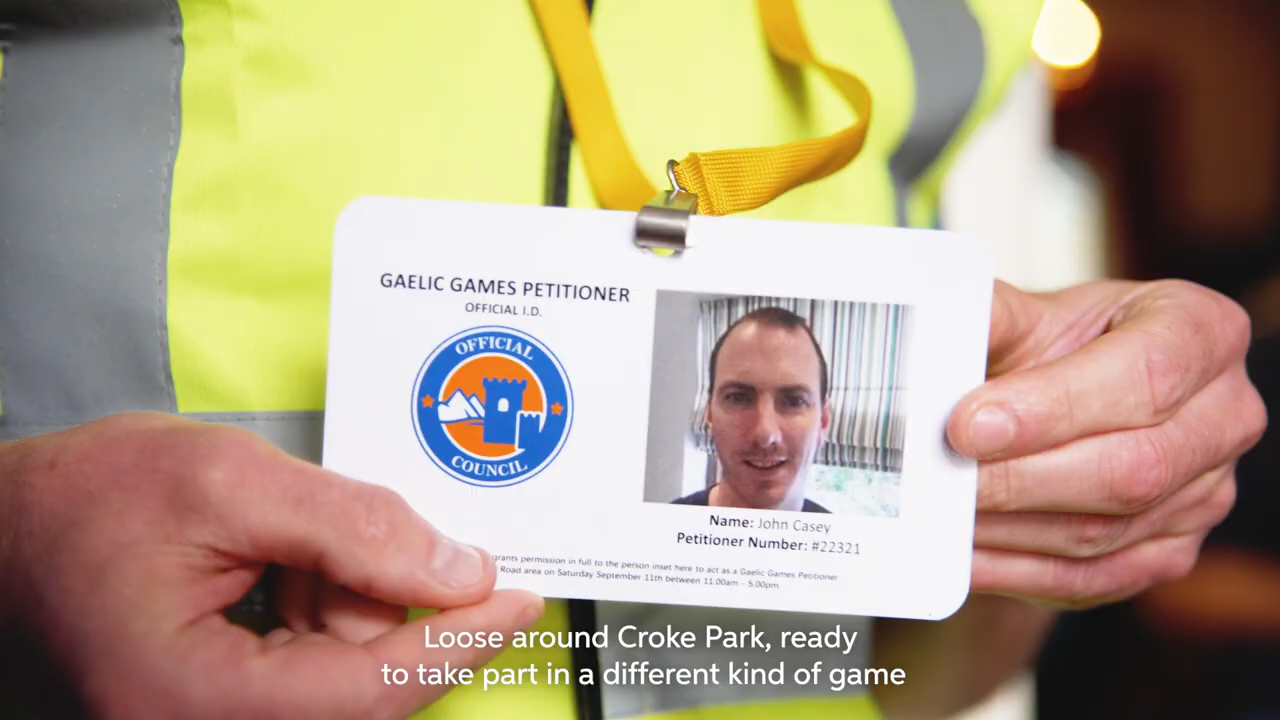 GAELIC GAMES PETITIONER
OFFICIAL I.D.
OFFICIAL
COUNCIL
Name: John Casey
Petitioner Number: #22321
grants permission in full to the person inset here to act as a Gaelic Games Petitioner
Road area on Saturday September 11th between 11.00am - 5.00pm.
Loose around Croke Park, ready
to take part in a different kind of game